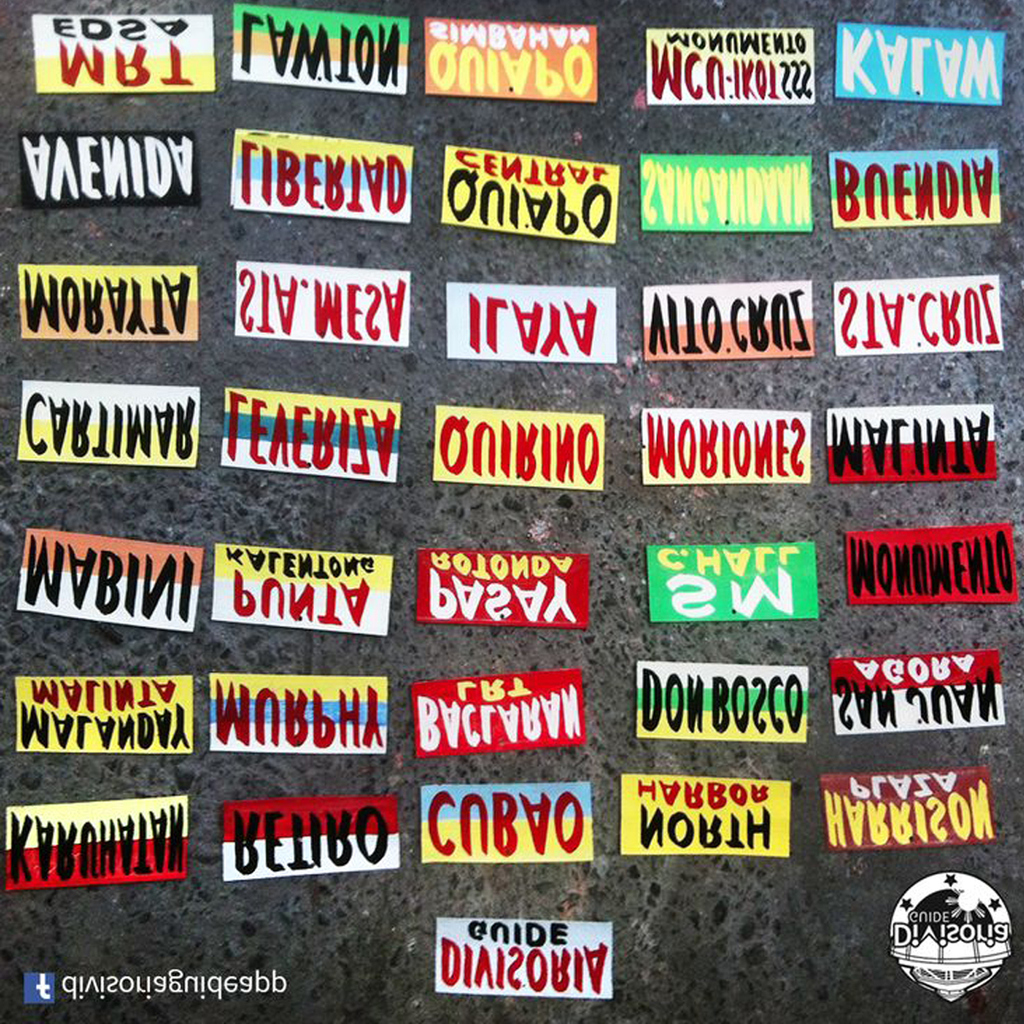 f divisoriaguideapp
DIVISORIA
GUIDE
Divisoria
GUIDE
KARUHATAN
RETIRO
CUBAO
NORTH
HARBOR
HARRISON
PLAZA
MALANDAY
MALINTA
MURPHY
BACLARAN
LRT
DON BOSCO
SAN JUAN
AGORA
MABINI
PUNTA
KALENTONG
PASAY
ROTONDA
SM
C.HALL
MONUMENTO
CARTIMAR
LEVERIZA
QUIRINO
MORIONES
MALINTA
MORAYTA
STA. MESA
ILAYA
VITO CRUZ
STA. CRUZ
AVENIDA
LIBERTAD
QUIAPO
CENTRAL
SANGANDAAN
BUENDIA
MRT
EDSA
LAWTON
QUIAPO
SIMBAHAN
MCU-IKOT SSS
MONUMENTO
KALAW